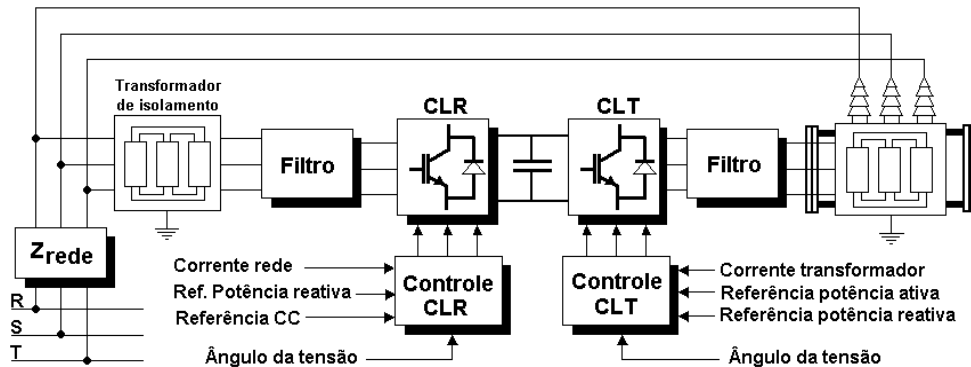 Transformador
de isolamento
CLR
CLT
Filtro
Filtro
Zrede
Corrente rede
Ref. Potência reativa
Referência CC
Controle
CLR
Controle
CLT
Corrente transformador
Referência potência ativa
Referência potência reativa
R
S
T
Ângulo da tensão
Ângulo da tensão